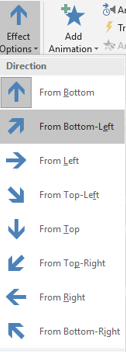 Effect
Options
Add
Animation
Direction
From Bottom
From Bottom-Left
From Left
From Top-Left
From Top
From Top-Right
From Right
From Bottom-Right